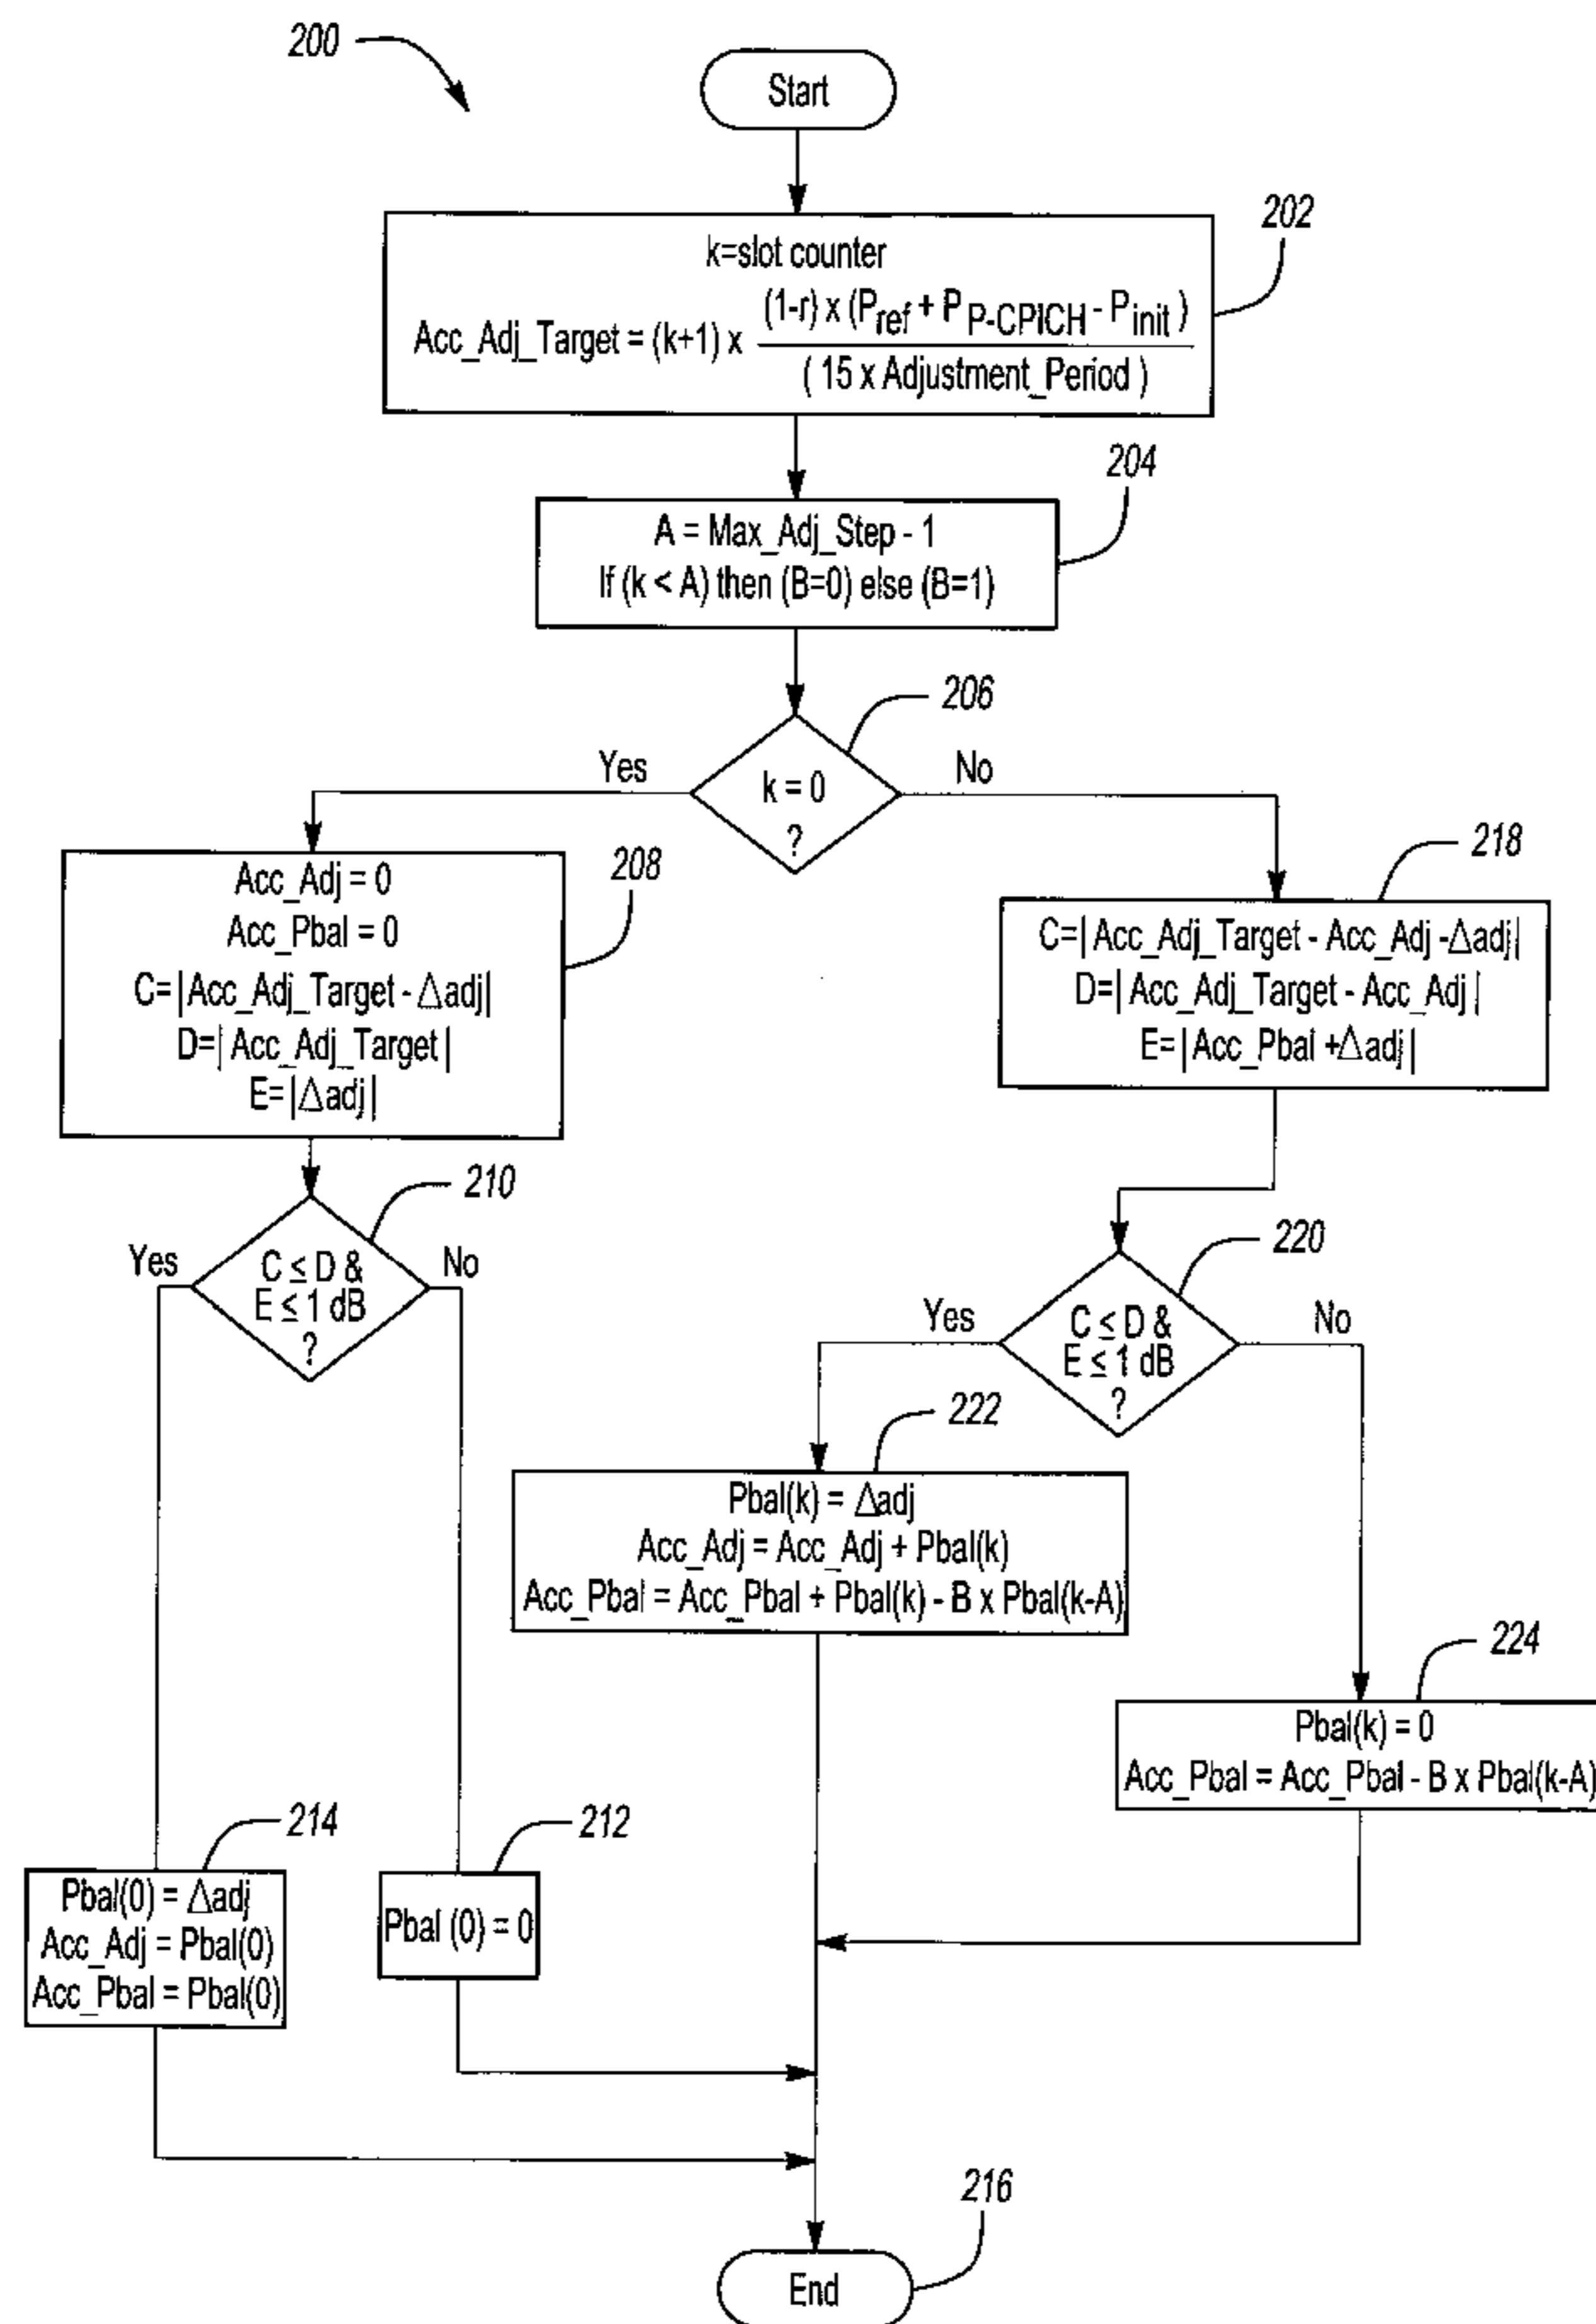 200
Start
202
k=slot counter
Acc_Adj_Target = (k+1) x (1-r) x (Pref + P P-CPICH - Pinit )
( 15 x Adjustment_Period )
204
A = Max_Adj_Step - 1
If (k < A) then (B=0) else (B=1)
206
Yes
k = 0
?
No
208
Acc_Adj = 0
Acc_Pbal = 0
C=|Acc_Adj_Target - Δadj|
D=|Acc_Adj_Target|
E=|Δadj|
218
C=|Acc_Adj_Target - Acc_Adj -Δadj|
D=|Acc_Adj_Target - Acc_Adj|
E=|Acc_Pbal +Δadj|
210
Yes
C ≤ D &
E ≤ 1 dB
?
No
220
Yes
C ≤ D &
E ≤ 1 dB
?
No
222
Pbal(k) = Δadj
Acc_Adj = Acc_Adj + Pbal(k)
Acc_Pbal = Acc_Pbal + Pbal(k) - B x Pbal(k-A)
224
Pbal(k) = 0
Acc_Pbal = Acc_Pbal - B x Pbal(k-A)
214
Pbal(0) = Δadj
Acc_Adj = Pbal(0)
Acc_Pbal = Pbal(0)
212
Pbal (0) = 0
216
End